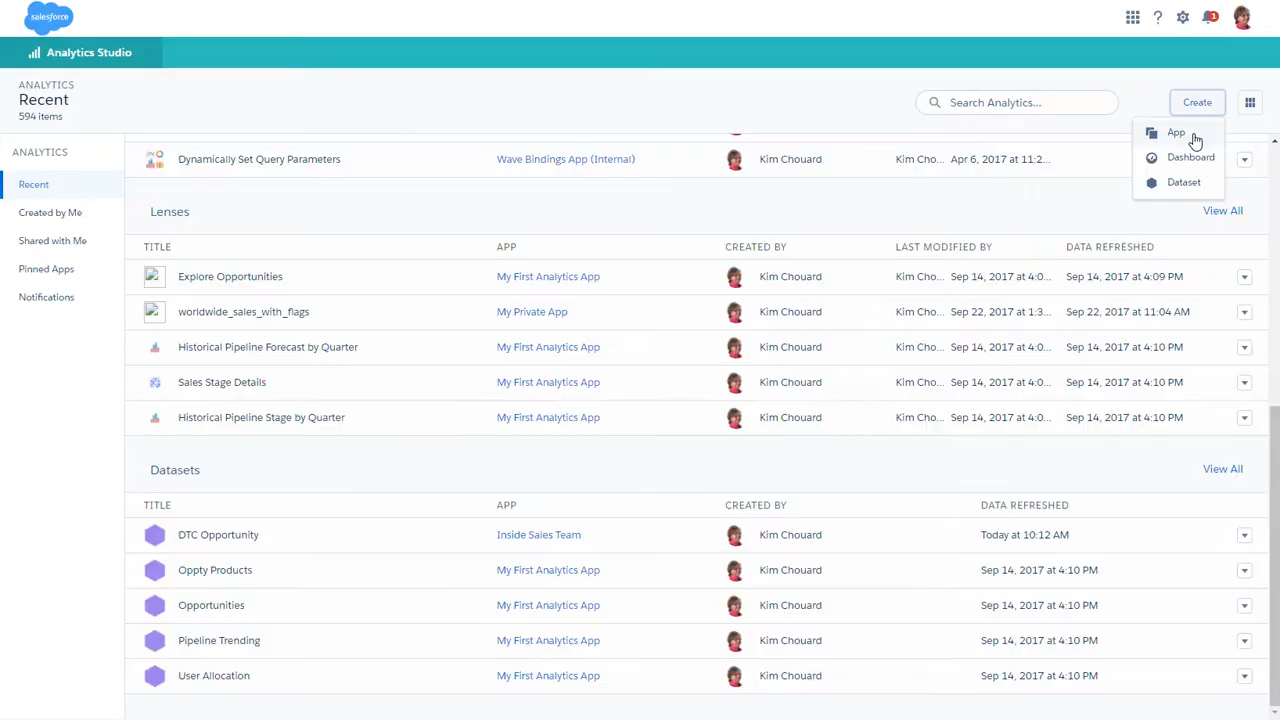 salesforce
1
Analytics Studio
ANALYTICS
Recent
594 items
Search Analytics...
Create
App
Dashboard
Dataset
ANALYTICS
Recent
Created by Me
Shared with Me
Pinned Apps
Notifications
Dynamically Set Query Parameters Wave Bindings App (Internal) Kim Chouard Kim Cho... Apr 6, 2017 at 11:2...
Lenses View All
TITLE APP CREATED BY LAST MODIFIED BY DATA REFRESHED
Explore Opportunities My First Analytics App Kim Chouard Kim Cho... Sep 14, 2017 at 4:0... Sep 14, 2017 at 4:09 PM
worldwide_sales_with_flags My Private App Kim Chouard Kim Cho... Sep 22, 2017 at 1:3... Sep 22, 2017 at 11:04 AM
Historical Pipeline Forecast by Quarter My First Analytics App Kim Chouard Kim Cho... Sep 14, 2017 at 4:0... Sep 14, 2017 at 4:10 PM
Sales Stage Details My First Analytics App Kim Chouard Kim Cho... Sep 14, 2017 at 4:0... Sep 14, 2017 at 4:10 PM
Historical Pipeline Stage by Quarter My First Analytics App Kim Chouard Kim Cho... Sep 14, 2017 at 4:0... Sep 14, 2017 at 4:10 PM
Datasets View All
TITLE APP CREATED BY DATA REFRESHED
DTC Opportunity Inside Sales Team Kim Chouard Today at 10:12 AM
Oppty Products My First Analytics App Kim Chouard Sep 14, 2017 at 4:10 PM
Opportunities My First Analytics App Kim Chouard Sep 14, 2017 at 4:10 PM
Pipeline Trending My First Analytics App Kim Chouard Sep 14, 2017 at 4:10 PM
User Allocation My First Analytics App Kim Chouard Sep 14, 2017 at 4:10 PM